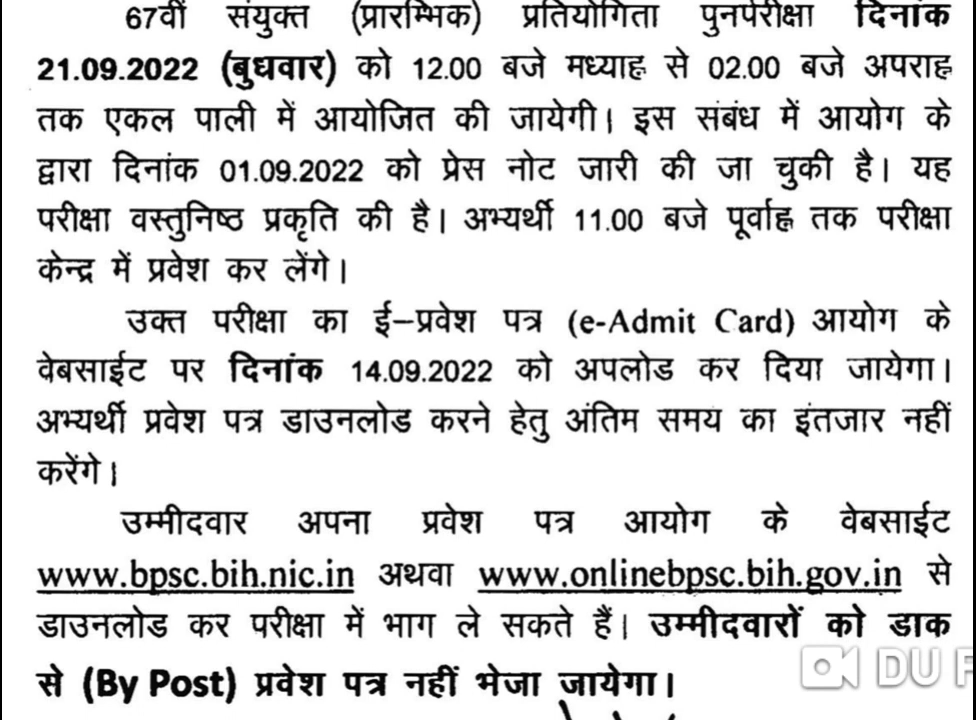 67वीं संयुक्त (प्रारम्भिक) प्रतियोगिता पुनर्परीक्षा दिनांक
21.09.2022 (बुधवार) को 12.00 बजे मध्याह्न से 02.00 बजे अपराह्न
तक एकल पाली में आयोजित की जायेगी। इस संबंध में आयोग के
द्वारा दिनांक 01.09.2022 को प्रेस नोट जारी की जा चुकी है। यह
परीक्षा वस्तुनिष्ठ प्रकृति की है। अभ्यर्थी 11.00 बजे पूर्वाह्न तक परीक्षा
केन्द्र में प्रवेश कर लेंगे।
उक्त परीक्षा का ई–प्रवेश पत्र (e-Admit Card) आयोग के
वेबसाईट पर दिनांक 14.09.2022 को अपलोड कर दिया जायेगा।
अभ्यर्थी प्रवेश पत्र डाउनलोड करने हेतु अंतिम समय का इंतजार नहीं
करेंगे।
उम्मीदवार अपना प्रवेश पत्र आयोग के वेबसाईट
www.bpsc.bih.nic.in अथवा www.onlinebpsc.bih.gov.in से
डाउनलोड कर परीक्षा में भाग ले सकते हैं। उम्मीदवारों को डाक
से (By Post) प्रवेश पत्र नहीं भेजा जायेगा।
DU